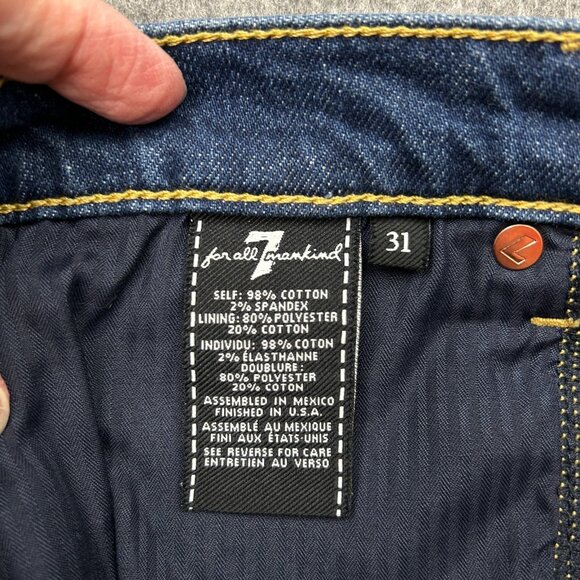 for all 7 mankind
31
SELF: 98% COTTON
2% SPANDEX
LINING: 80% POLYESTER
20% COTTON
INDIVIDU: 98% COTON
2% ÉLASTHANNE
DOUBLURE :
80% POLYESTER
20% COTON
ASSEMBLED IN MEXICO
FINISHED IN U.S.A.
ASSEMBLÉ AU MEXIQUE
FINI AUX ÉTATS-UNIS
SEE REVERSE FOR CARE
ENTRETIEN AU VERSO